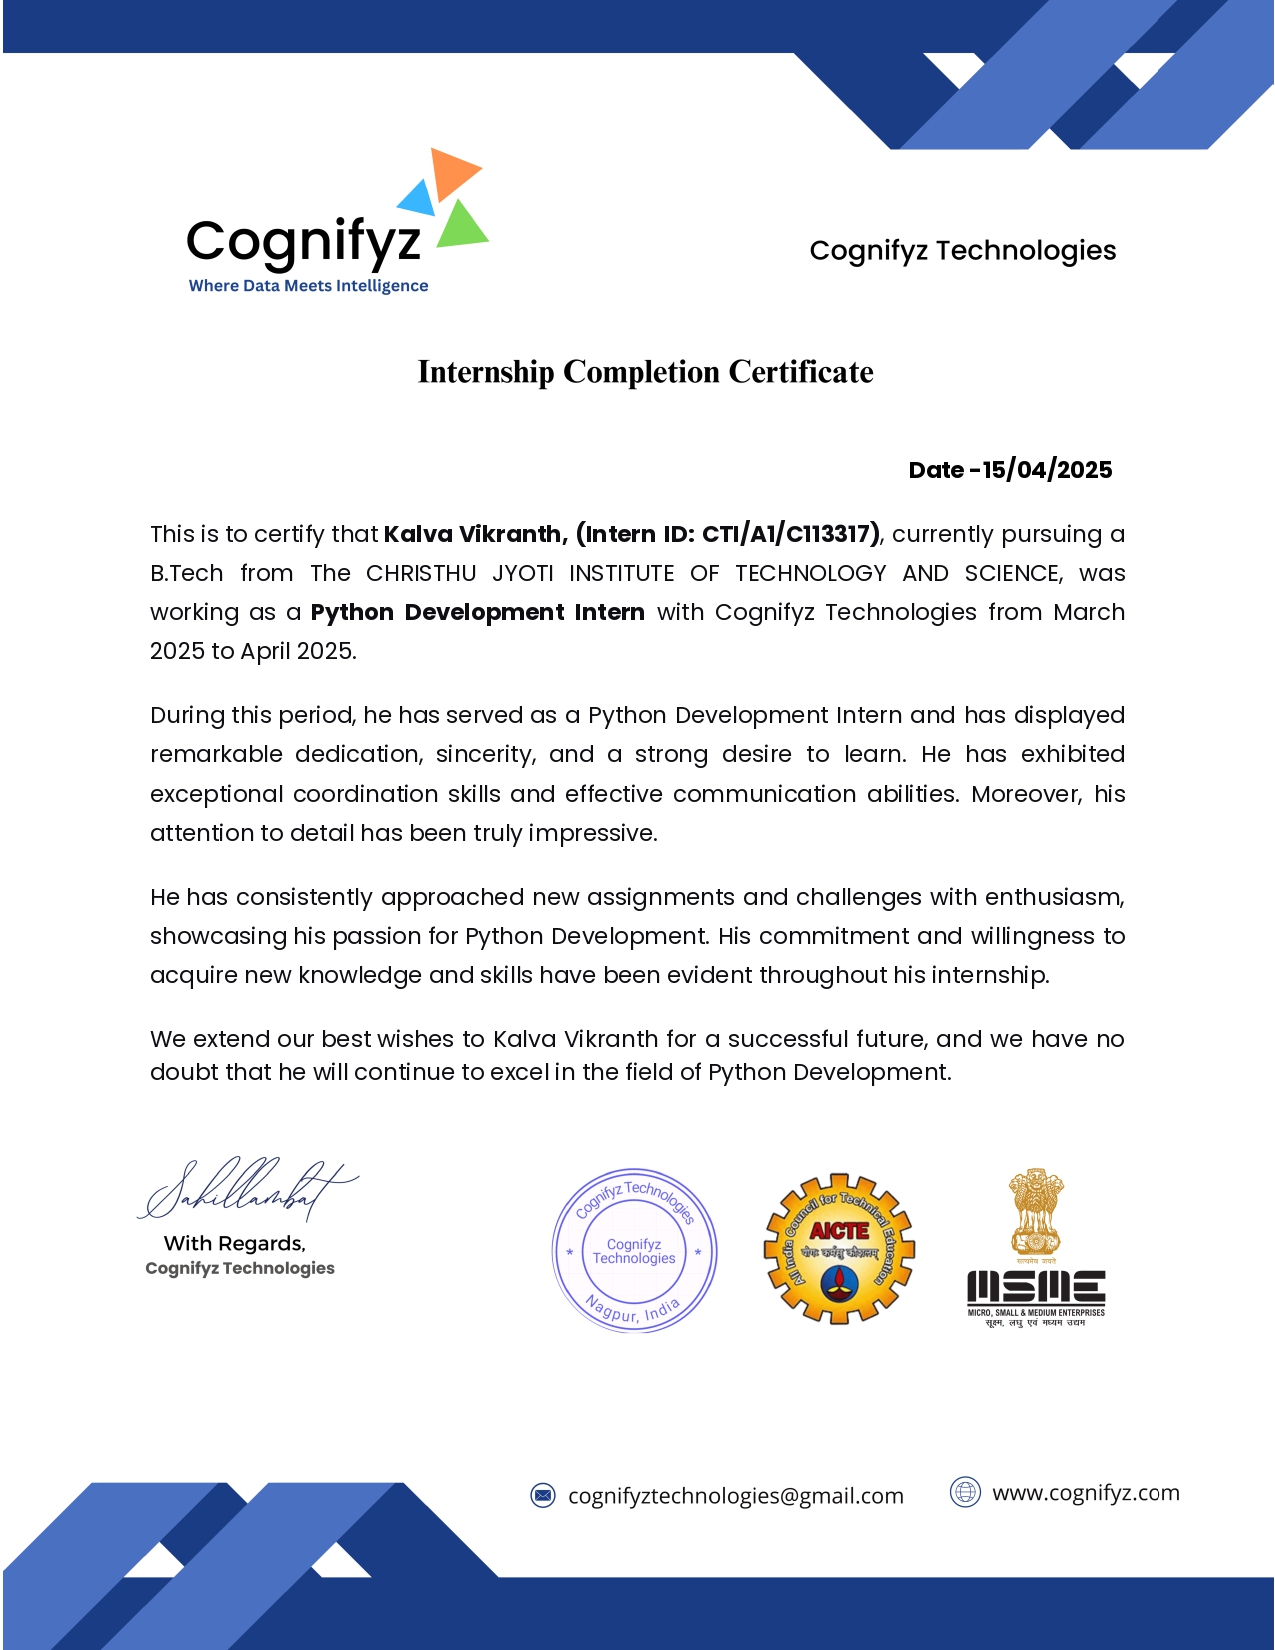 Cognifyz
Where Data Meets Intelligence
Cognifyz Technologies
Internship Completion Certificate
Date -15/04/2025
This is to certify that Kalva Vikranth, (Intern ID: CTI/A1/C113317), currently pursuing a
B.Tech from The CHRISTHU JYOTI INSTITUTE OF TECHNOLOGY AND SCIENCE, was
working as a Python Development Intern with Cognifyz Technologies from March
2025 to April 2025.
During this period, he has served as a Python Development Intern and has displayed
remarkable dedication, sincerity, and a strong desire to learn. He has exhibited
exceptional coordination skills and effective communication abilities. Moreover, his
attention to detail has been truly impressive.
He has consistently approached new assignments and challenges with enthusiasm,
showcasing his passion for Python Development. His commitment and willingness to
acquire new knowledge and skills have been evident throughout his internship.
We extend our best wishes to Kalva Vikranth for a successful future, and we have no
doubt that he will continue to excel in the field of Python Development.
Sahillambat
With Regards,
Cognifyz Technologies
Cognifyz Technologies
Cognifyz
Technologies
* *
Nagpur, India
All India Council for Technical Education
AICTE
योगः कर्मसु कौशलम्
सत्यमेव जयते
MSME
MICRO, SMALL & MEDIUM ENTERPRISES
सूक्ष्म, लघु एवं मध्यम उद्यम
cognifyztechnologies@gmail.com
www.cognifyz.com